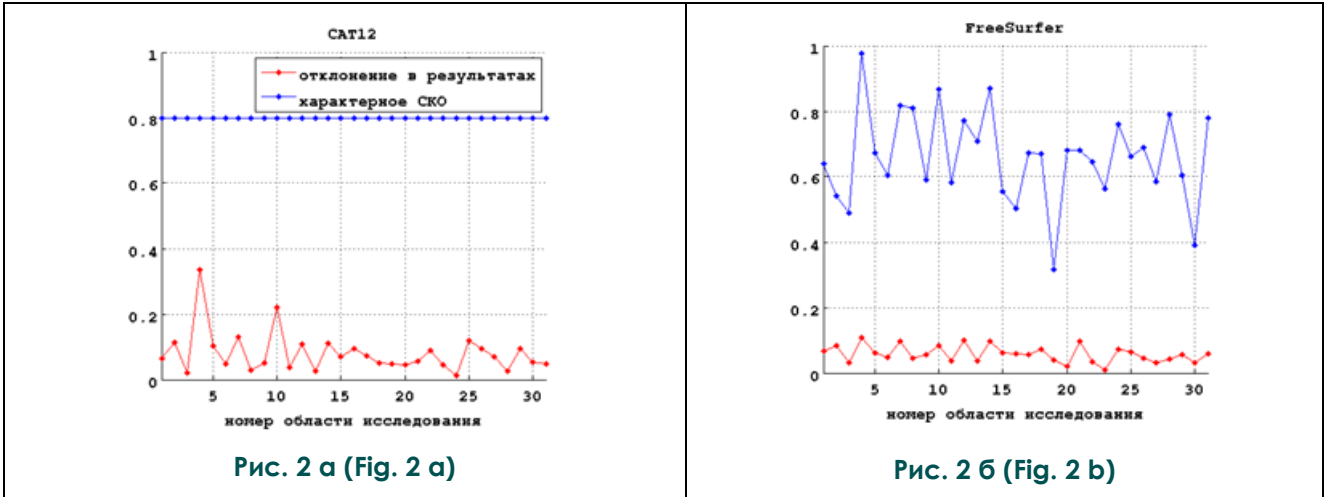 CAT12
1
0.8
0.6
0.4
0.2
0
отклонение в результатах
характерное СКО
5 10 15 20 25 30
номер области исследования
Рис. 2 а (Fig. 2 a)
FreeSurfer
1
0.8
0.6
0.4
0.2
0
5 10 15 20 25 30
номер области исследования
Рис. 2 б (Fig. 2 b)